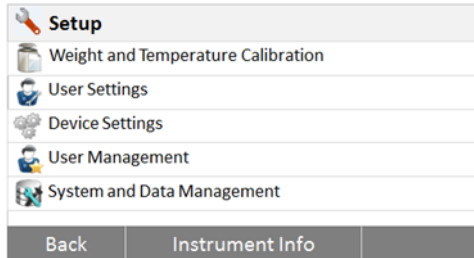 Setup
Weight and Temperature Calibration
User Settings
Device Settings
User Management
System and Data Management
Back Instrument Info